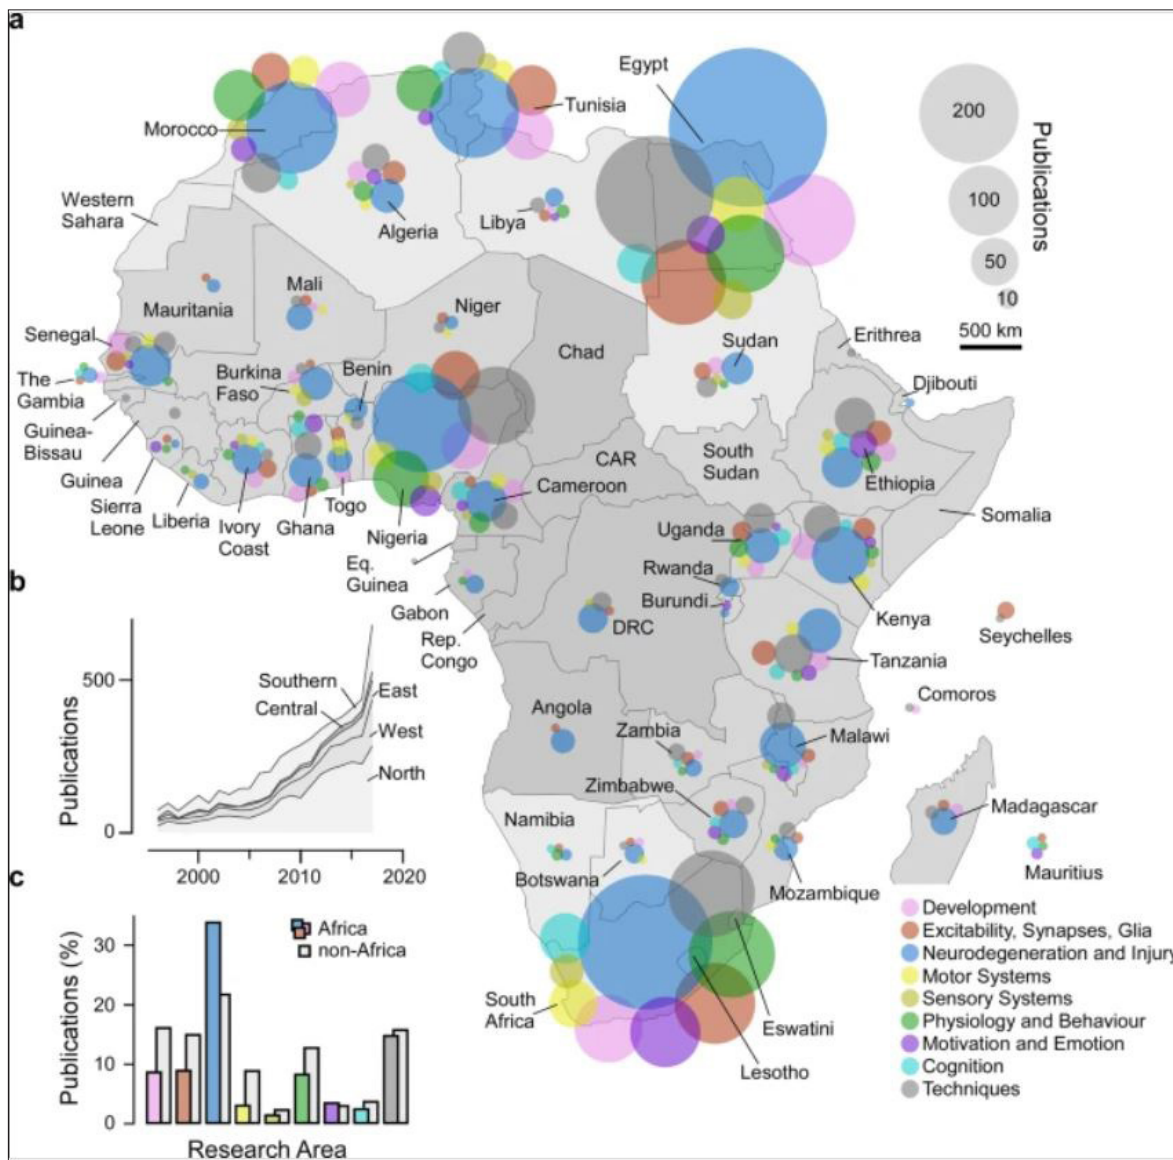 a
Egypt
Tunisia
Morocco
Western
Sahara
Algeria
Libya
200
100
50
10
Publications
500 km
Mauritania
Mali
Niger
Chad
Sudan
Erithrea
Djibouti
Senegal
The
Gambia
Guinea-
Bissau
Guinea
Sierra
Leone
Liberia
Ivory
Coast
Burkina
Faso
Benin
Ghana
Togo
Nigeria
CAR
Cameroon
South
Sudan
Ethiopia
Somalia
Eq.
Guinea
Gabon
Rep.
Congo
Uganda
Rwanda
Burundi
DRC
Kenya
Seychelles
Tanzania
Comoros
Angola
Zambia
Malawi
Zimbabwe
Namibia
Botswana
Mozambique
Madagascar
Mauritius
South
Africa
Eswatini
Lesotho
Development
Excitability, Synapses, Glia
Neurodegeneration and Injury
Motor Systems
Sensory Systems
Physiology and Behaviour
Motivation and Emotion
Cognition
Techniques
b
Publications
500
0
Southern
Central
East
West
North
2000
2010
2020
c
Publications (%)
30
20
10
0
Africa
non-Africa
Research Area